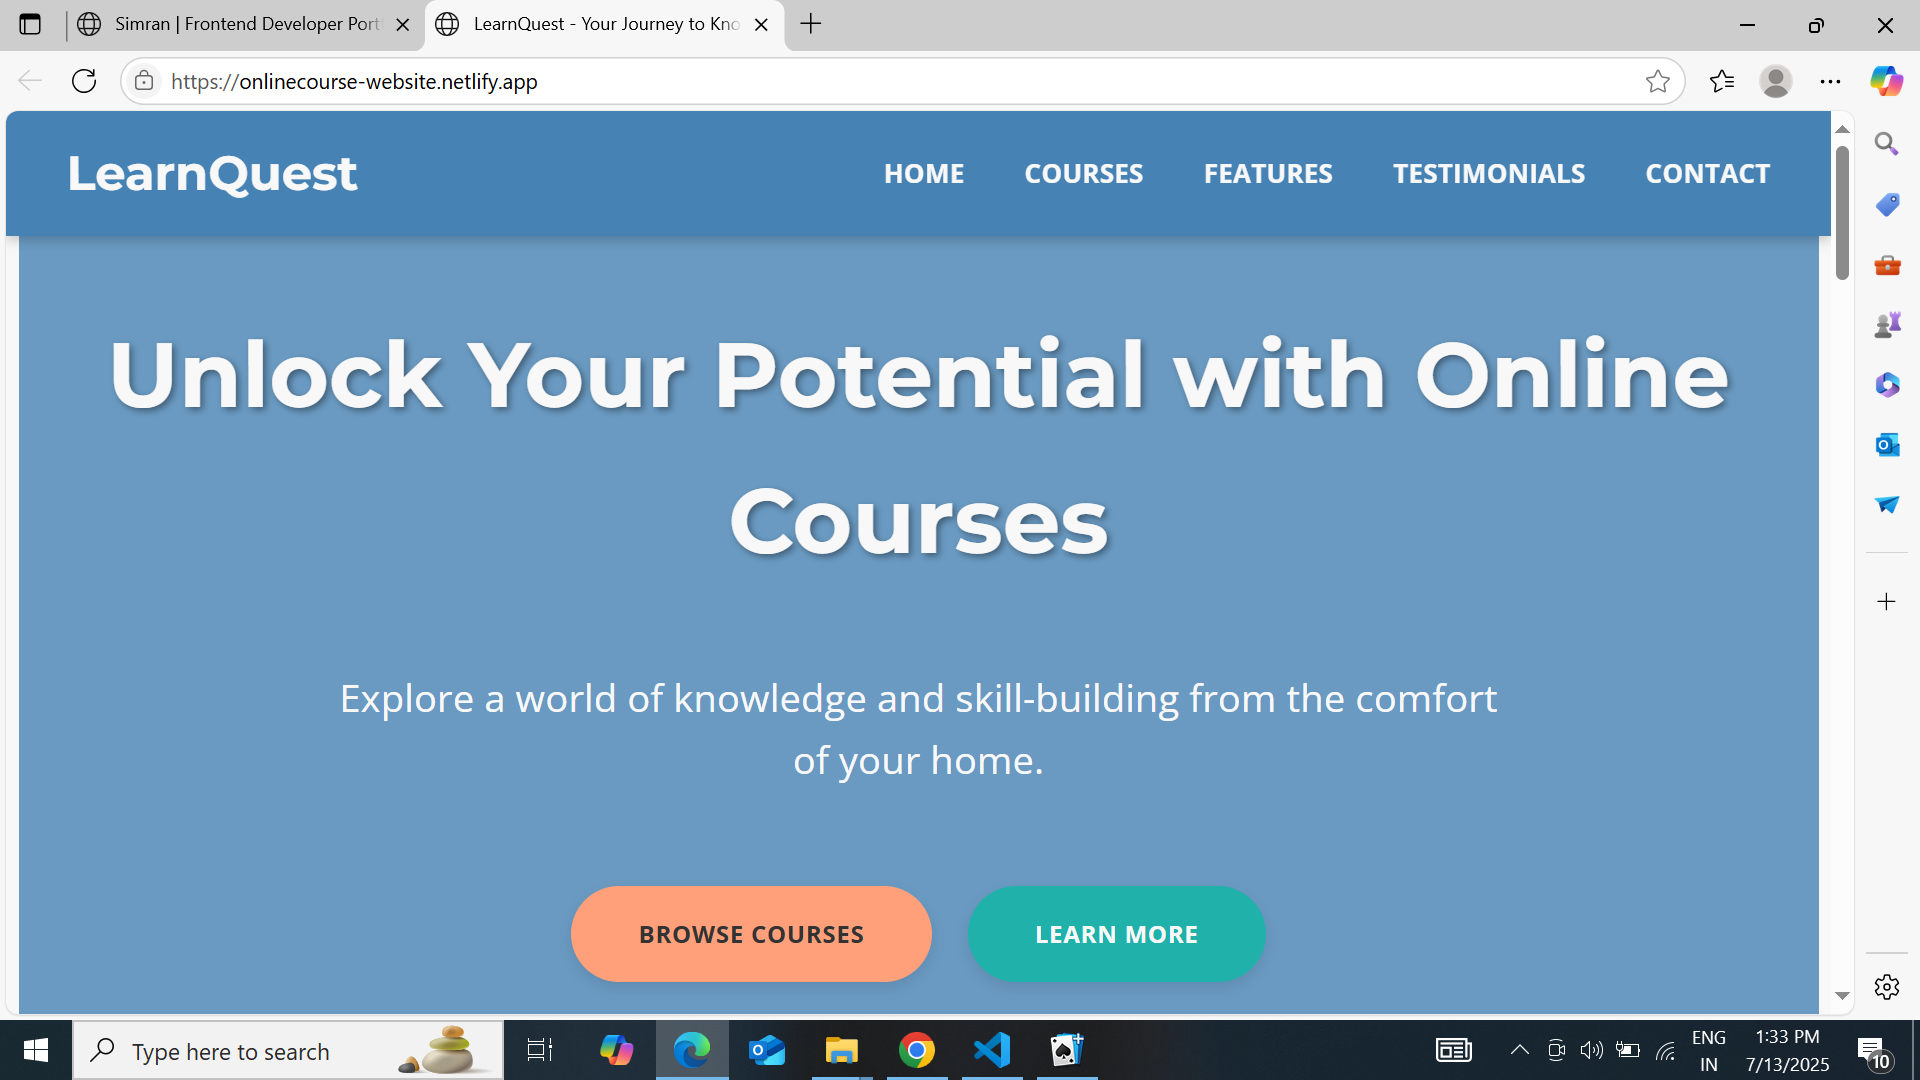 Simran | Frontend Developer Port
LearnQuest - Your Journey to Kno
https://onlinecourse-website.netlify.app
LearnQuest
HOME
COURSES
FEATURES
TESTIMONIALS
CONTACT
Unlock Your Potential with Online
Courses
Explore a world of knowledge and skill-building from the comfort
of your home.
BROWSE COURSES
LEARN MORE
Type here to search
ENG
IN
1:33 PM
7/13/2025
10